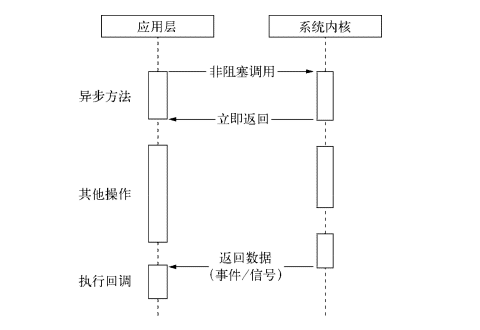 应用层
系统内核
非阻塞调用
异步方法
立即返回
其他操作
返回数据
（事件/信号）
执行回调